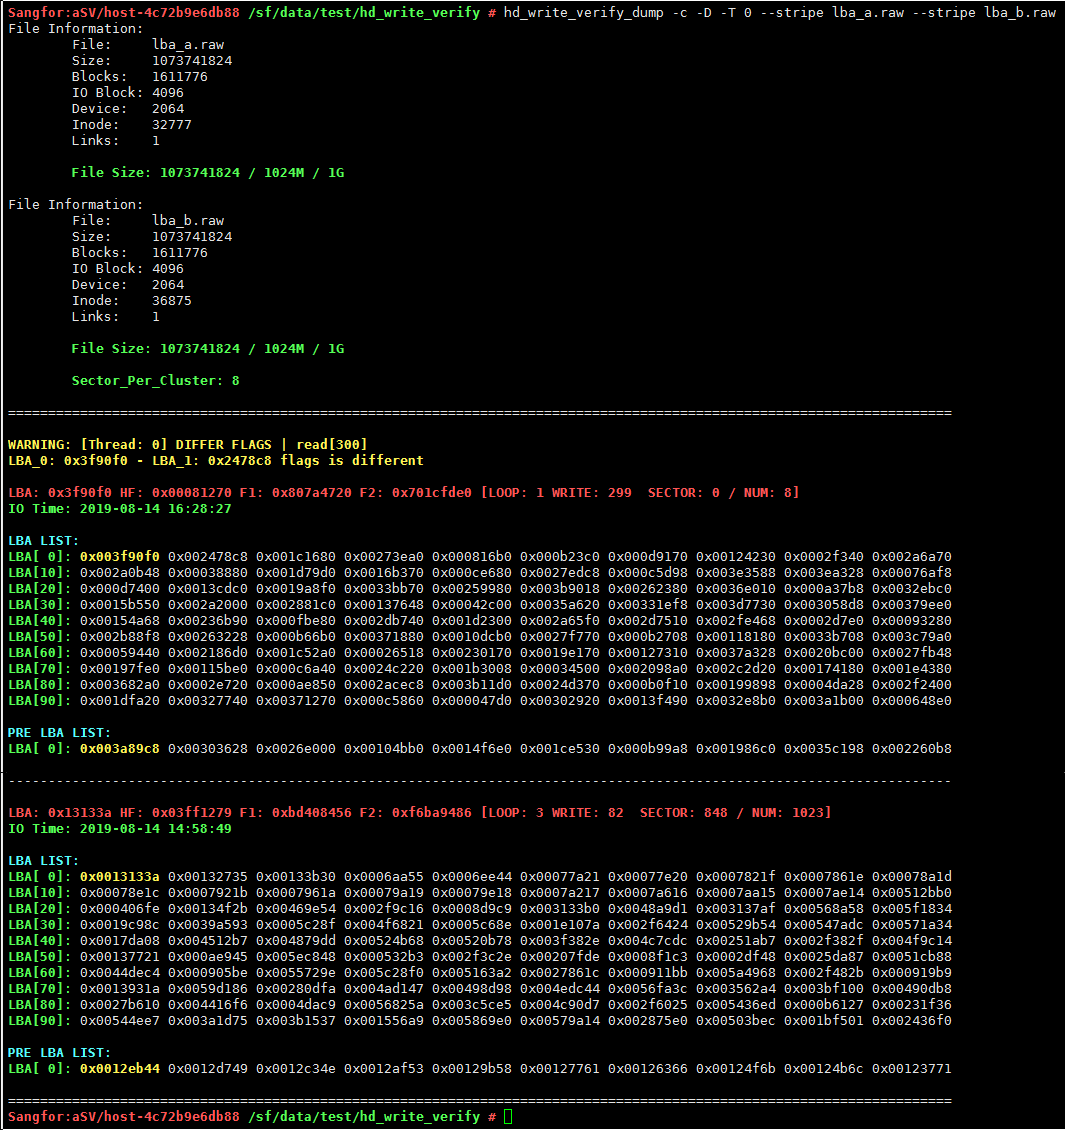 Sangfor:aSV/host-4c72b9e6db88 /sf/data/test/hd_write_verify # hd_write_verify_dump -c -D -T 0 --stripe lba_a.raw --stripe lba_b.raw
File Information:
File: lba_a.raw
Size: 1073741824
Blocks: 1611776
IO Block: 4096
Device: 2064
Inode: 32777
Links: 1
File Size: 1073741824 / 1024M / 1G
File Information:
File: lba_b.raw
Size: 1073741824
Blocks: 1611776
IO Block: 4096
Device: 2064
Inode: 36875
Links: 1
File Size: 1073741824 / 1024M / 1G
Sector_Per_Cluster: 8
======================================================================================================================
WARNING: [Thread: 0] DIFFER FLAGS | read[300]
LBA_0: 0x3f90f0 - LBA_1: 0x2478c8 flags is different
LBA: 0x3f90f0 HF: 0x00081270 F1: 0x807a4720 F2: 0x701cfde0 [LOOP: 1 WRITE: 299  SECTOR: 0 / NUM: 8]
IO Time: 2019-08-14 16:28:27
LBA LIST:
LBA[ 0]: 0x003f90f0 0x002478c8 0x001c1680 0x00273ea0 0x000816b0 0x000b23c0 0x000d9170 0x00124230 0x0002f340 0x002a6a70
LBA[10]: 0x002a0b48 0x00038880 0x001d79d0 0x0016b370 0x000ce680 0x0027edc8 0x000c5d98 0x003e3588 0x003ea328 0x00076af8
LBA[20]: 0x000d7400 0x0013cdc0 0x0019a8f0 0x0033bb70 0x00259980 0x003b9018 0x00262380 0x0036e010 0x000a37b8 0x0032ebc0
LBA[30]: 0x0015b550 0x002a2000 0x002881c0 0x00137648 0x00042c00 0x0035a620 0x00331ef8 0x003d7730 0x003058d8 0x00379ee0
LBA[40]: 0x00154a68 0x00236b90 0x000fbe80 0x002db740 0x001d2300 0x002a65f0 0x002d7510 0x002fe468 0x0002d7e0 0x00093280
LBA[50]: 0x002b88f8 0x00263228 0x000b66b0 0x00371880 0x0010dcb0 0x0027f770 0x000b2708 0x00118180 0x0033b708 0x003c79a0
LBA[60]: 0x00059440 0x002186d0 0x001c52a0 0x00026518 0x00230170 0x0019e170 0x00127310 0x0037a328 0x0020bc00 0x0027fb48
LBA[70]: 0x00197fe0 0x00115be0 0x000c6a40 0x0024c220 0x001b3008 0x00034500 0x002098a0 0x002c2d20 0x00174180 0x001e4380
LBA[80]: 0x003682a0 0x0002e720 0x000ae850 0x002acec8 0x003b11d0 0x0024d370 0x000b0f10 0x00199898 0x0004da28 0x002f2400
LBA[90]: 0x001dfa20 0x00327740 0x00371270 0x000c5860 0x000047d0 0x00302920 0x0013f490 0x0032e8b0 0x003a1b00 0x000648e0
PRE LBA LIST:
LBA[ 0]: 0x003a89c8 0x00303628 0x0026e000 0x00104bb0 0x0014f6e0 0x001ce530 0x000b99a8 0x001986c0 0x0035c198 0x002260b8
----------------------------------------------------------------------------------------------------------------------
LBA: 0x13133a HF: 0x03ff1279 F1: 0xbd408456 F2: 0xf6ba9486 [LOOP: 3 WRITE: 82  SECTOR: 848 / NUM: 1023]
IO Time: 2019-08-14 14:58:49
LBA LIST:
LBA[ 0]: 0x0013133a 0x00132735 0x00133b30 0x0006aa55 0x0006ee44 0x00077a21 0x00077e20 0x0007821f 0x0007861e 0x00078a1d
LBA[10]: 0x00078e1c 0x0007921b 0x0007961a 0x00079a19 0x00079e18 0x0007a217 0x0007a616 0x0007aa15 0x0007ae14 0x00512bb0
LBA[20]: 0x000406fe 0x00134f2b 0x00469e54 0x002f9c16 0x0008d9c9 0x003133b0 0x0048a9d1 0x003137af 0x00568a58 0x005f1834
LBA[30]: 0x0019c98c 0x0039a593 0x0005c28f 0x004f6821 0x0005c68e 0x001e107a 0x002f6424 0x00529b54 0x00547adc 0x00571a34
LBA[40]: 0x0017da08 0x004512b7 0x004879dd 0x00524b68 0x00520b78 0x003f382e 0x004c7cdc 0x00251ab7 0x002f382f 0x004f9c14
LBA[50]: 0x00137721 0x000ae945 0x005ec848 0x000532b3 0x002f3c2e 0x00207fde 0x0008f1c3 0x0002df48 0x0025da87 0x0051cb88
LBA[60]: 0x0044dec4 0x000905be 0x0055729e 0x005c28f0 0x005163a2 0x0027861c 0x000911bb 0x005a4968 0x002f482b 0x000919b9
LBA[70]: 0x0013931a 0x0059d186 0x00280dfa 0x004ad147 0x00498d98 0x004edc44 0x0056fa3c 0x003562a4 0x003bf100 0x00490db8
LBA[80]: 0x0027b610 0x004416f6 0x0004dac9 0x0056825a 0x003c5ce5 0x004c90d7 0x002f6025 0x005436ed 0x000b6127 0x00231f36
LBA[90]: 0x00544ee7 0x003a1d75 0x003b1537 0x001556a9 0x005869e0 0x00579a14 0x002875e0 0x00503bec 0x001bf501 0x002436f0
PRE LBA LIST:
LBA[ 0]: 0x0012eb44 0x0012d749 0x0012c34e 0x0012af53 0x00129b58 0x00127761 0x00126366 0x00124f6b 0x00124b6c 0x00123771
======================================================================================================================
Sangfor:aSV/host-4c72b9e6db88 /sf/data/test/hd_write_verify #